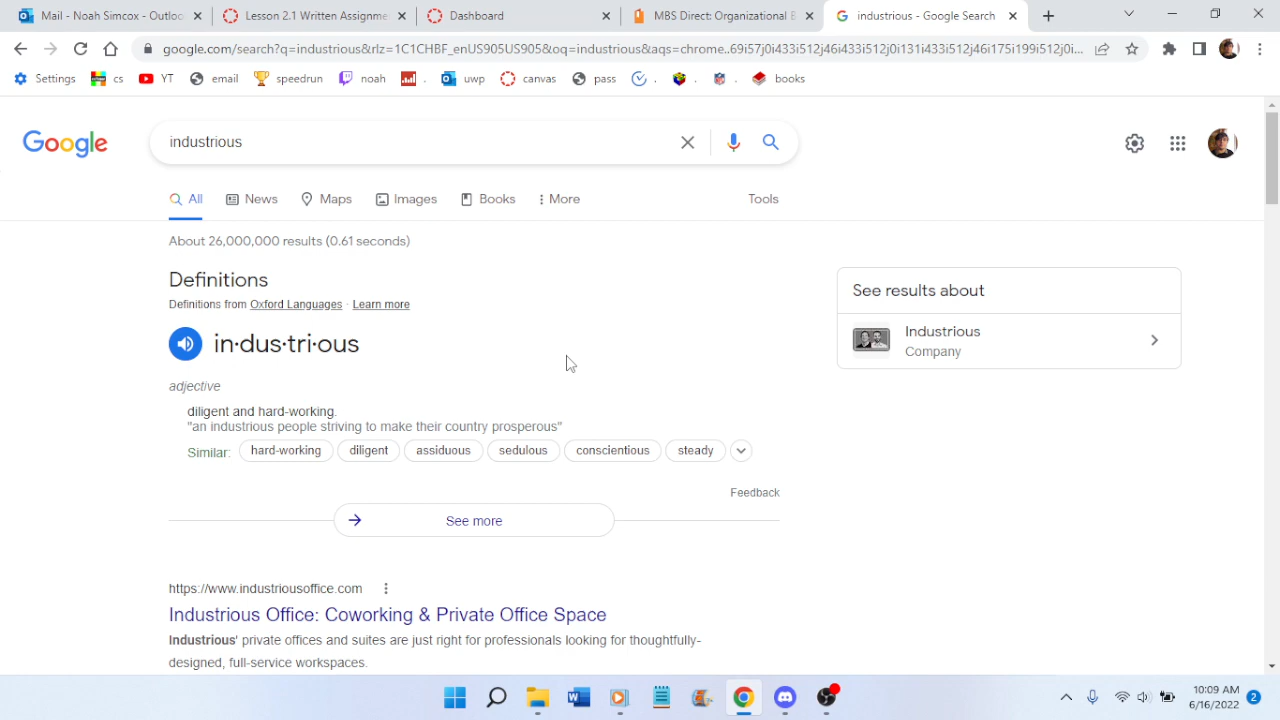 Mail - Noah Simcox - Outloo
Lesson 2.1 Written Assignme
Dashboard
MBS Direct: Organizational B
industrious - Google Search
google.com/search?q=industrious&rlz=1C1CHBF_enUS905US905&oq=industrious&aqs=chrome..69i57j0i433i512j46i433i512j0i131i433i512j46i175i199i512j0i...
Settings
cs
YT
email
speedrun
noah
.
uwp
canvas
pass
.
.
.
books
Google
industrious
All
News
Maps
Images
Books
More
Tools
About 26,000,000 results (0.61 seconds)
Definitions
Definitions from Oxford Languages · Learn more
in·dus·tri·ous
adjective
diligent and hard-working.
"an industrious people striving to make their country prosperous"
Similar: hard-working diligent assiduous sedulous conscientious steady
Feedback
See more
https://www.industriousoffice.com
Industrious Office: Coworking & Private Office Space
Industrious' private offices and suites are just right for professionals looking for thoughtfully-
designed, full-service workspaces.
See results about
Industrious
Company
10:09 AM
6/16/2022
2